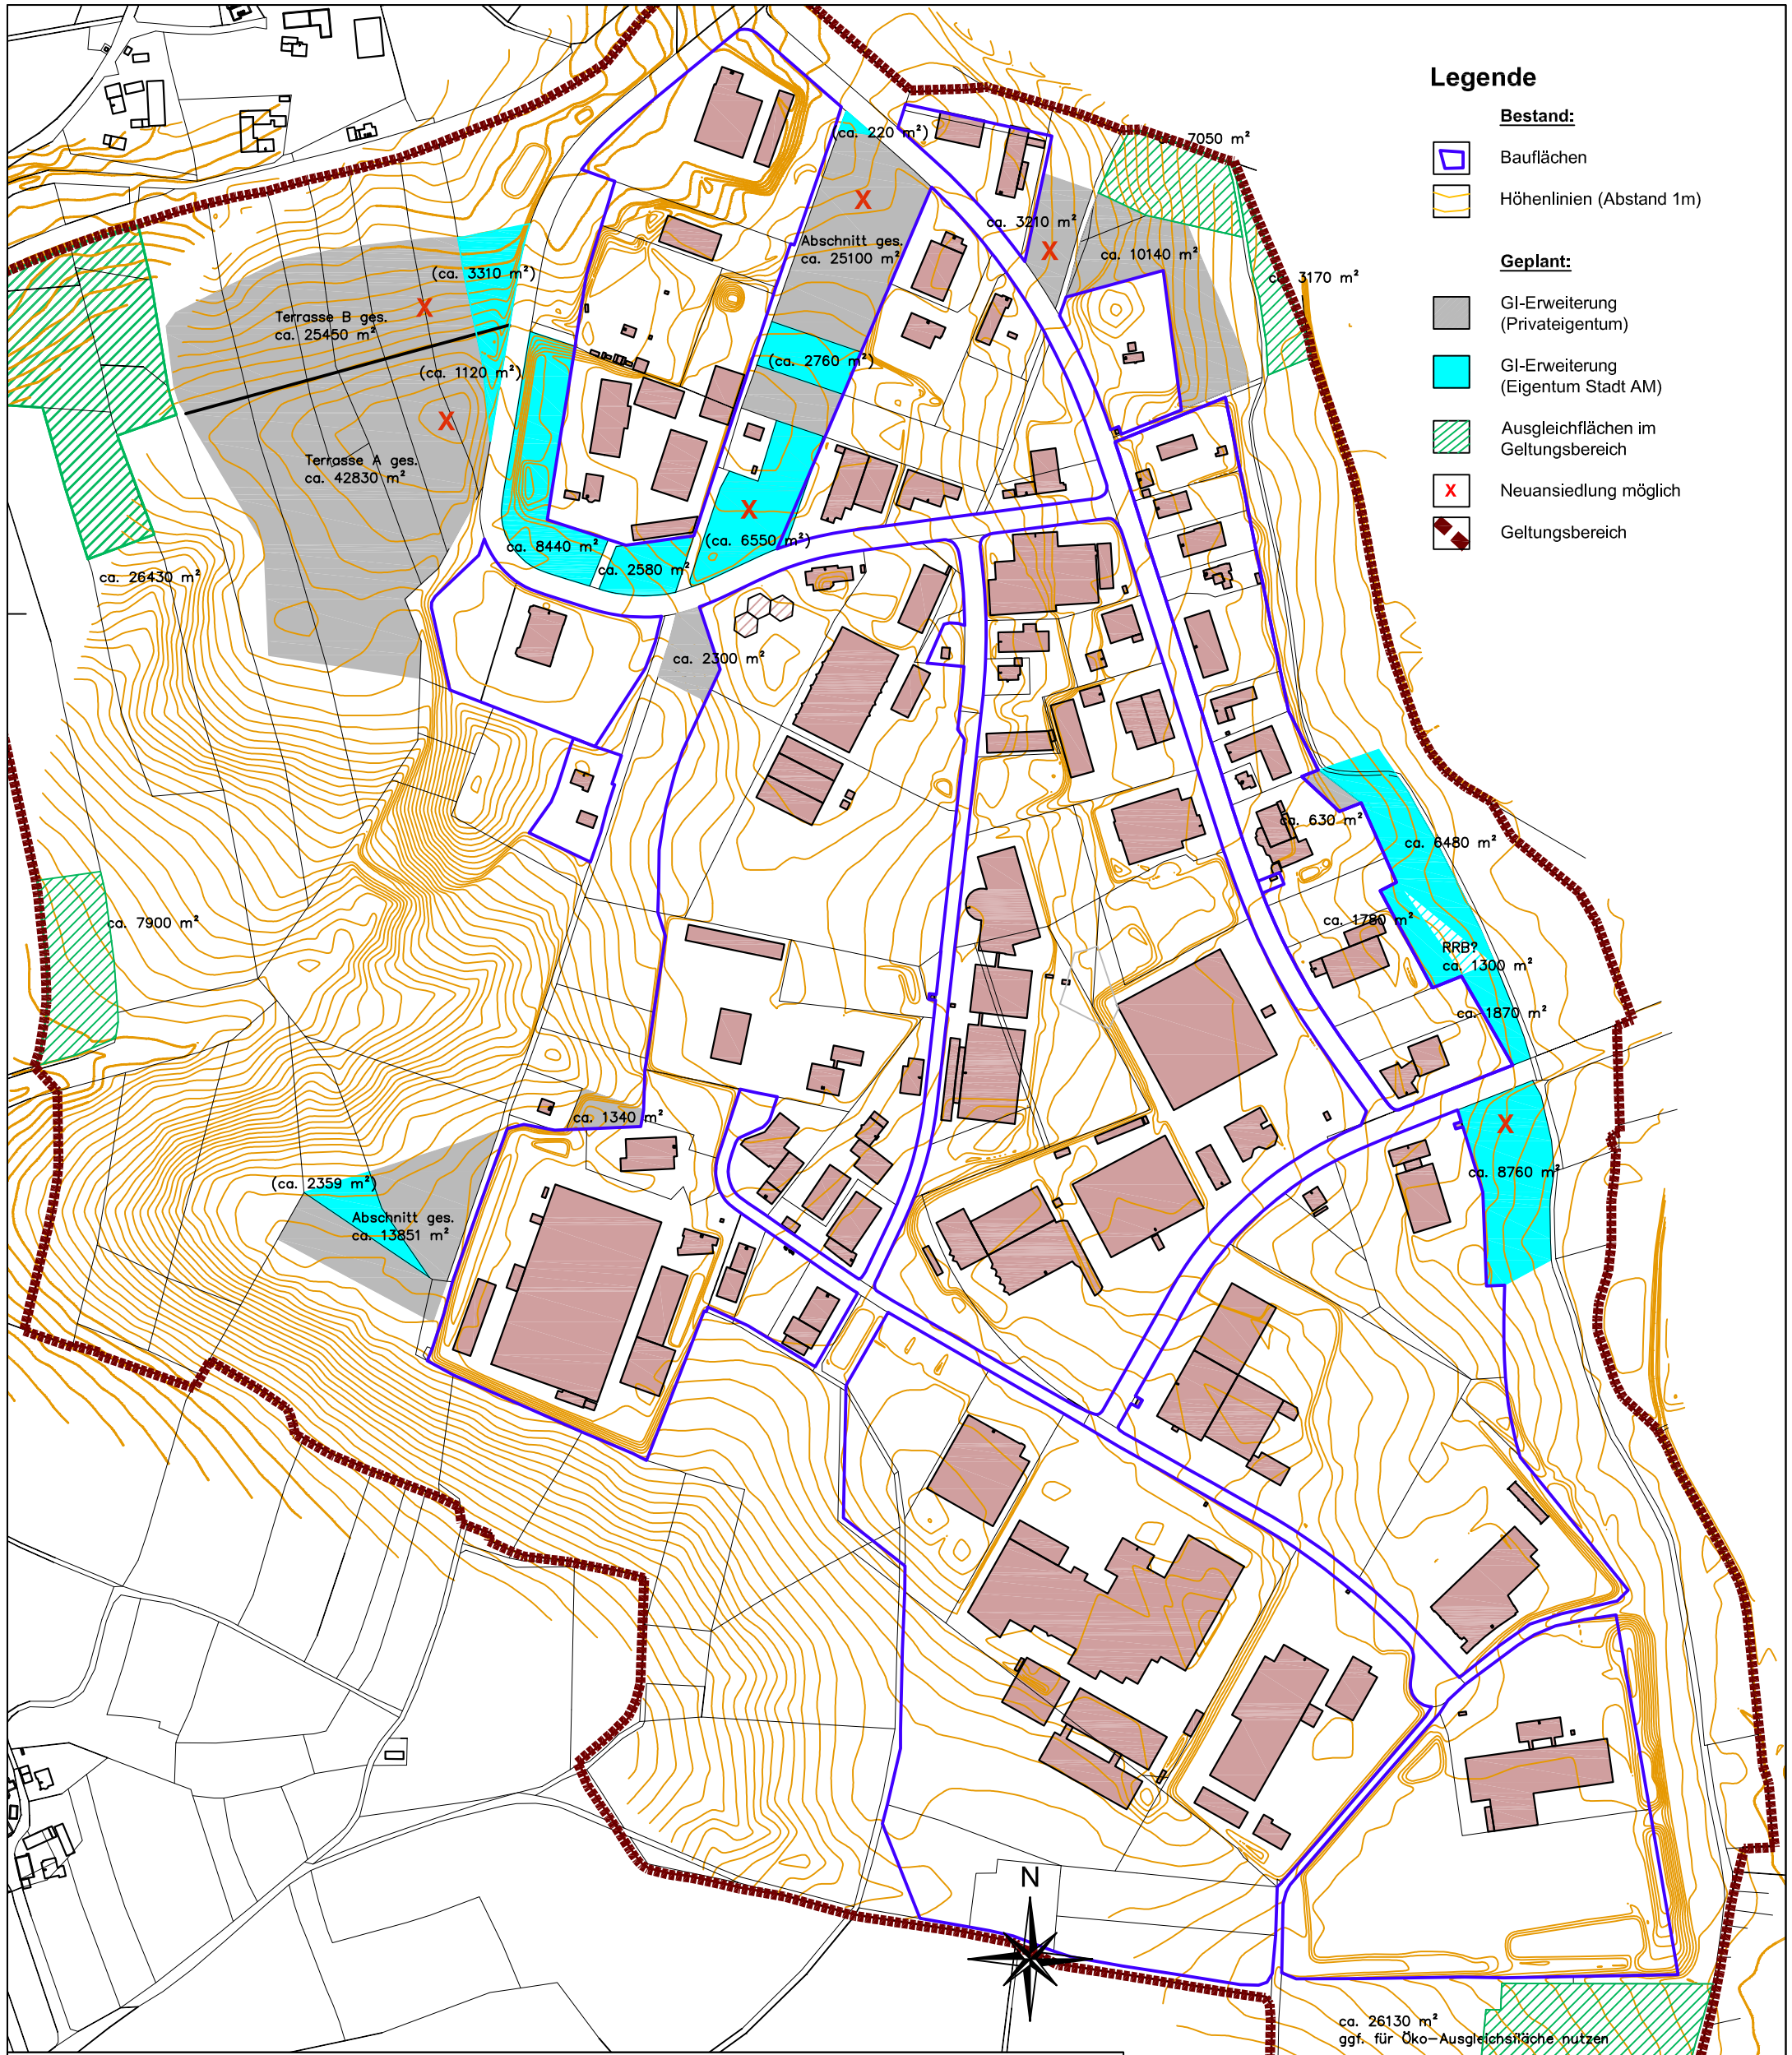 Legende
Bestand:
Bauflächen
Höhenlinien (Abstand 1m)
Geplant:
GI-Erweiterung
(Privateigentum)
GI-Erweiterung
(Eigentum Stadt AM)
Ausgleichflächen im
Geltungsbereich
X
Neuansiedlung möglich
Geltungsbereich
(ca. 220 m²)
7050 m²
X
ca. 3210 m²
Abschnitt ges.
ca. 25100 m²
X
ca. 10140 m²
(ca. 3310 m²)
ca. 3170 m²
X
Terrasse B ges.
ca. 25450 m²
(ca. 2760 m²)
(ca. 1120 m²)
X
Terrasse A ges.
ca. 42830 m²
X
(ca. 6550 m²)
ca. 8440 m²
ca. 2580 m²
ca. 26430 m²
ca. 2300 m²
ca. 630 m²
ca. 6480 m²
ca. 1780 m²
ca. 7900 m²
RRB?
ca. 1300 m²
ca. 1870 m²
ca. 1340 m²
X
ca. 8760 m²
(ca. 2359 m²)
Abschnitt ges.
ca. 13851 m²
N
ca. 26130 m²
ggf. für Öko-Ausgleichsfläche nutzen